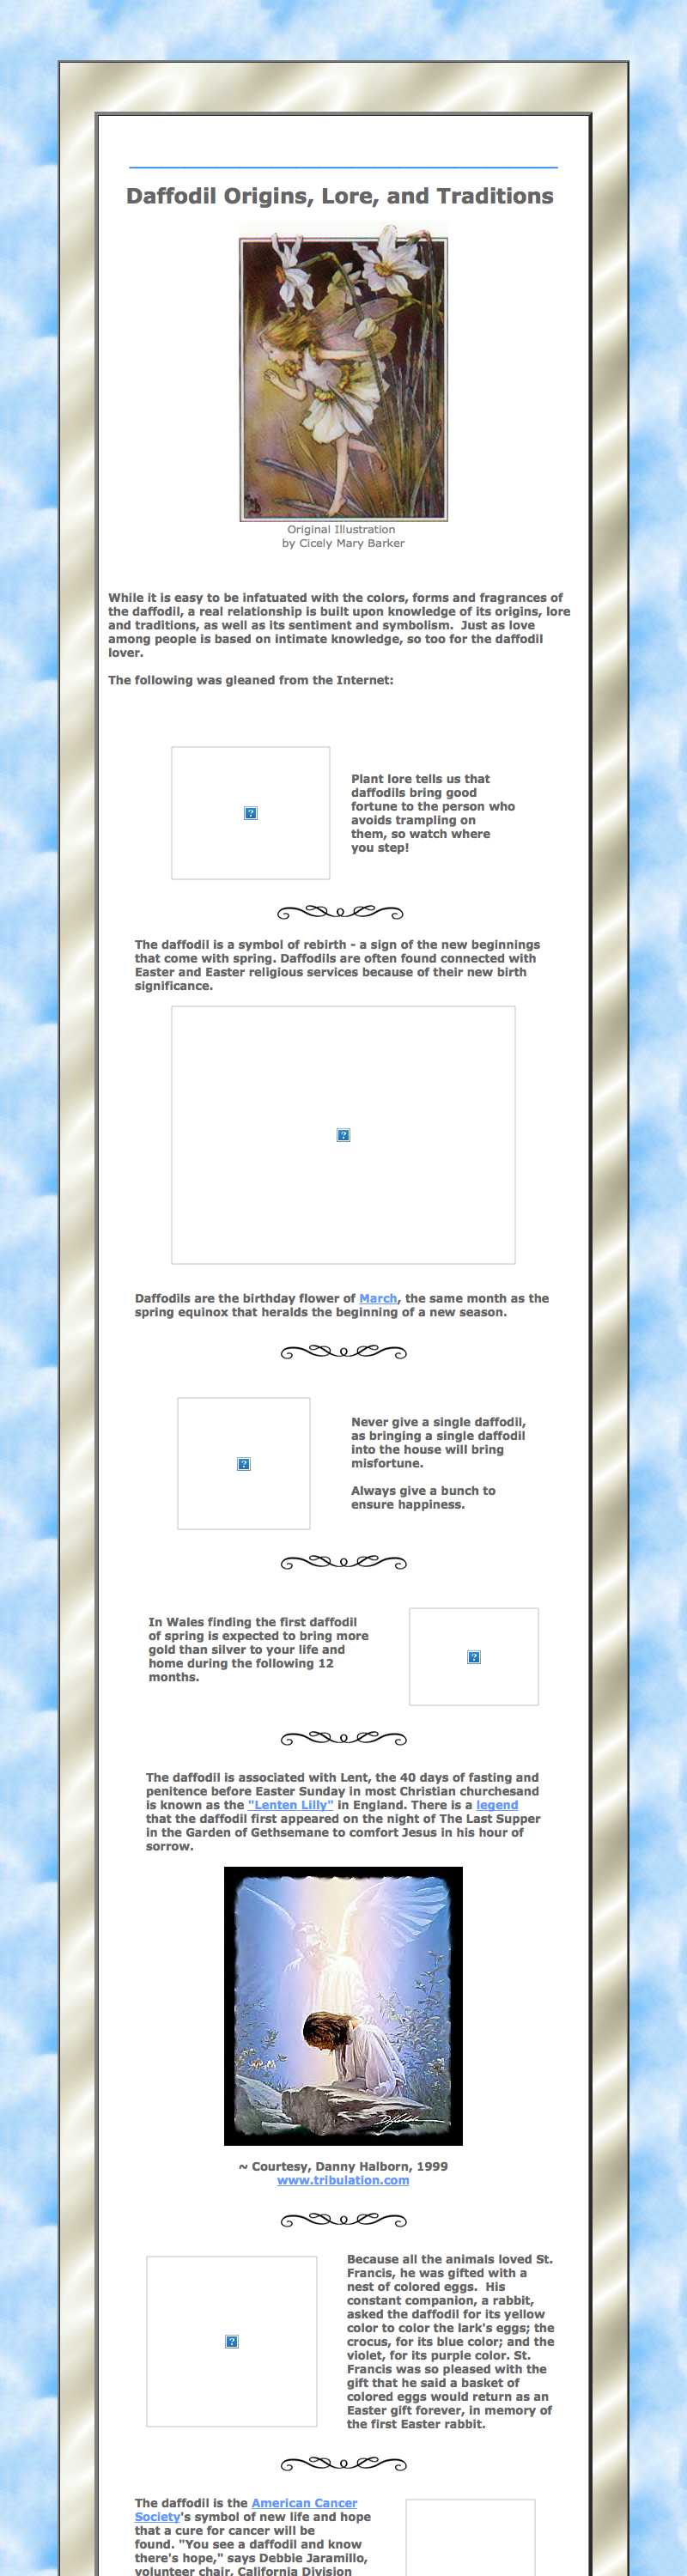 Daffodil Origins, Lore, and Traditions
Original Illustration
by Cicely Mary Barker
While it is easy to be infatuated with the colors, forms and fragrances of
the daffodil, a real relationship is built upon knowledge of its origins, lore
and traditions, as well as its sentiment and symbolism.  Just as love
among people is based on intimate knowledge, so too for the daffodil
lover.
The following was gleaned from the Internet:
Plant lore tells us that
daffodils bring good
fortune to the person who
avoids trampling on
them, so watch where
you step!
The daffodil is a symbol of rebirth - a sign of the new beginnings
that come with spring. Daffodils are often found connected with
Easter and Easter religious services because of their new birth
significance.
Daffodils are the birthday flower of March, the same month as the
spring equinox that heralds the beginning of a new season.
Never give a single daffodil,
as bringing a single daffodil
into the house will bring
misfortune.
Always give a bunch to
ensure happiness.
In Wales finding the first daffodil
of spring is expected to bring more
gold than silver to your life and
home during the following 12
months.
The daffodil is associated with Lent, the 40 days of fasting and
penitence before Easter Sunday in most Christian churchesand
is known as the "Lenten Lilly" in England. There is a legend
that the daffodil first appeared on the night of The Last Supper
in the Garden of Gethsemane to comfort Jesus in his hour of
sorrow.
~ Courtesy, Danny Halborn, 1999
www.tribulation.com
Because all the animals loved St.
Francis, he was gifted with a
nest of colored eggs.  His
constant companion, a rabbit,
asked the daffodil for its yellow
color to color the lark's eggs; the
crocus, for its blue color; and the
violet, for its purple color. St.
Francis was so pleased with the
gift that he said a basket of
colored eggs would return as an
Easter gift forever, in memory of
the first Easter rabbit.
The daffodil is the American Cancer
Society's symbol of new life and hope
that a cure for cancer will be
found. "You see a daffodil and know
there's hope," says Debbie Jaramillo,
volunteer chair, California Division